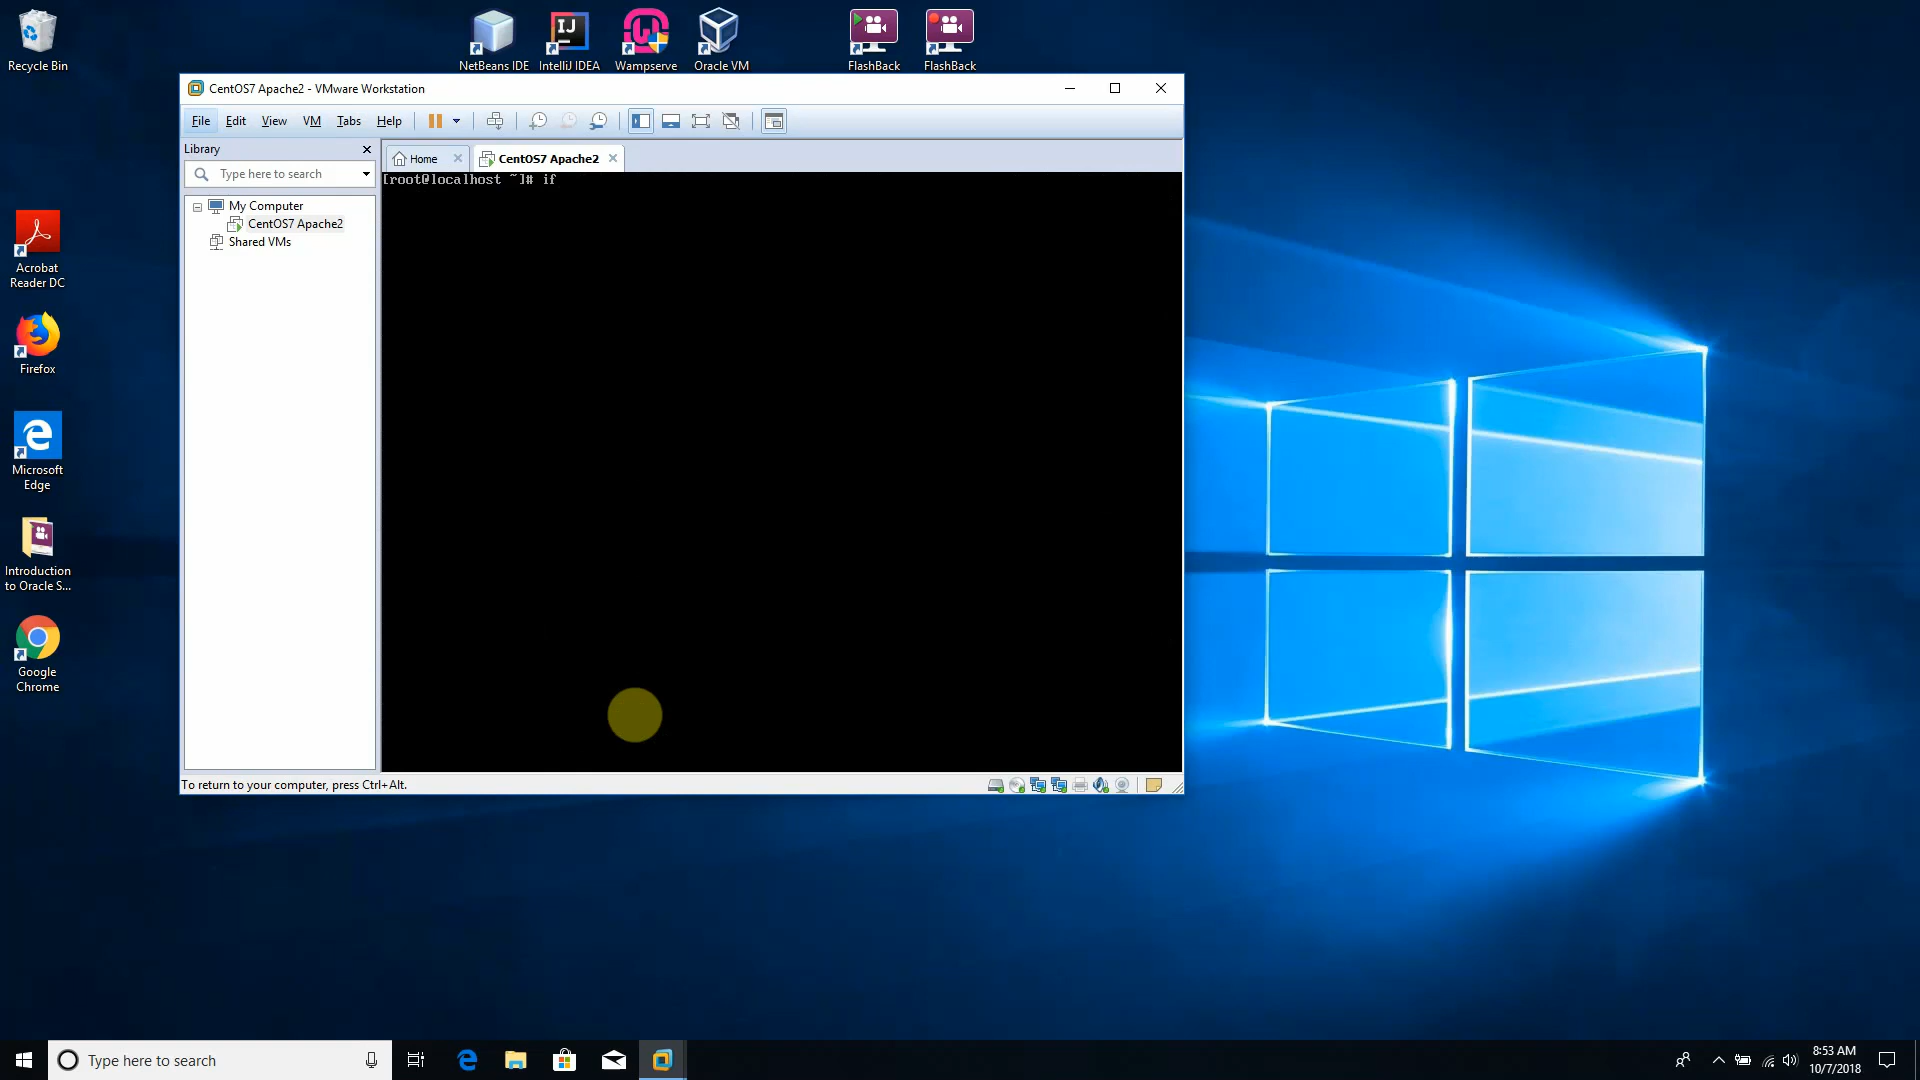 Recycle Bin
NetBeans IDE
IntelliJ IDEA
Wampserve
Oracle VM
FlashBack
FlashBack
CentOS7 Apache2 - VMware Workstation
File Edit View VM Tabs Help
Library
Type here to search
My Computer
CentOS7 Apache2
Shared VMs
Home
CentOS7 Apache2
[root@localhost ~]# if
Acrobat
Reader DC
Firefox
Microsoft
Edge
Introduction
to Oracle S...
Google
Chrome
To return to your computer, press Ctrl+Alt.
Type here to search
8:53 AM
10/7/2018